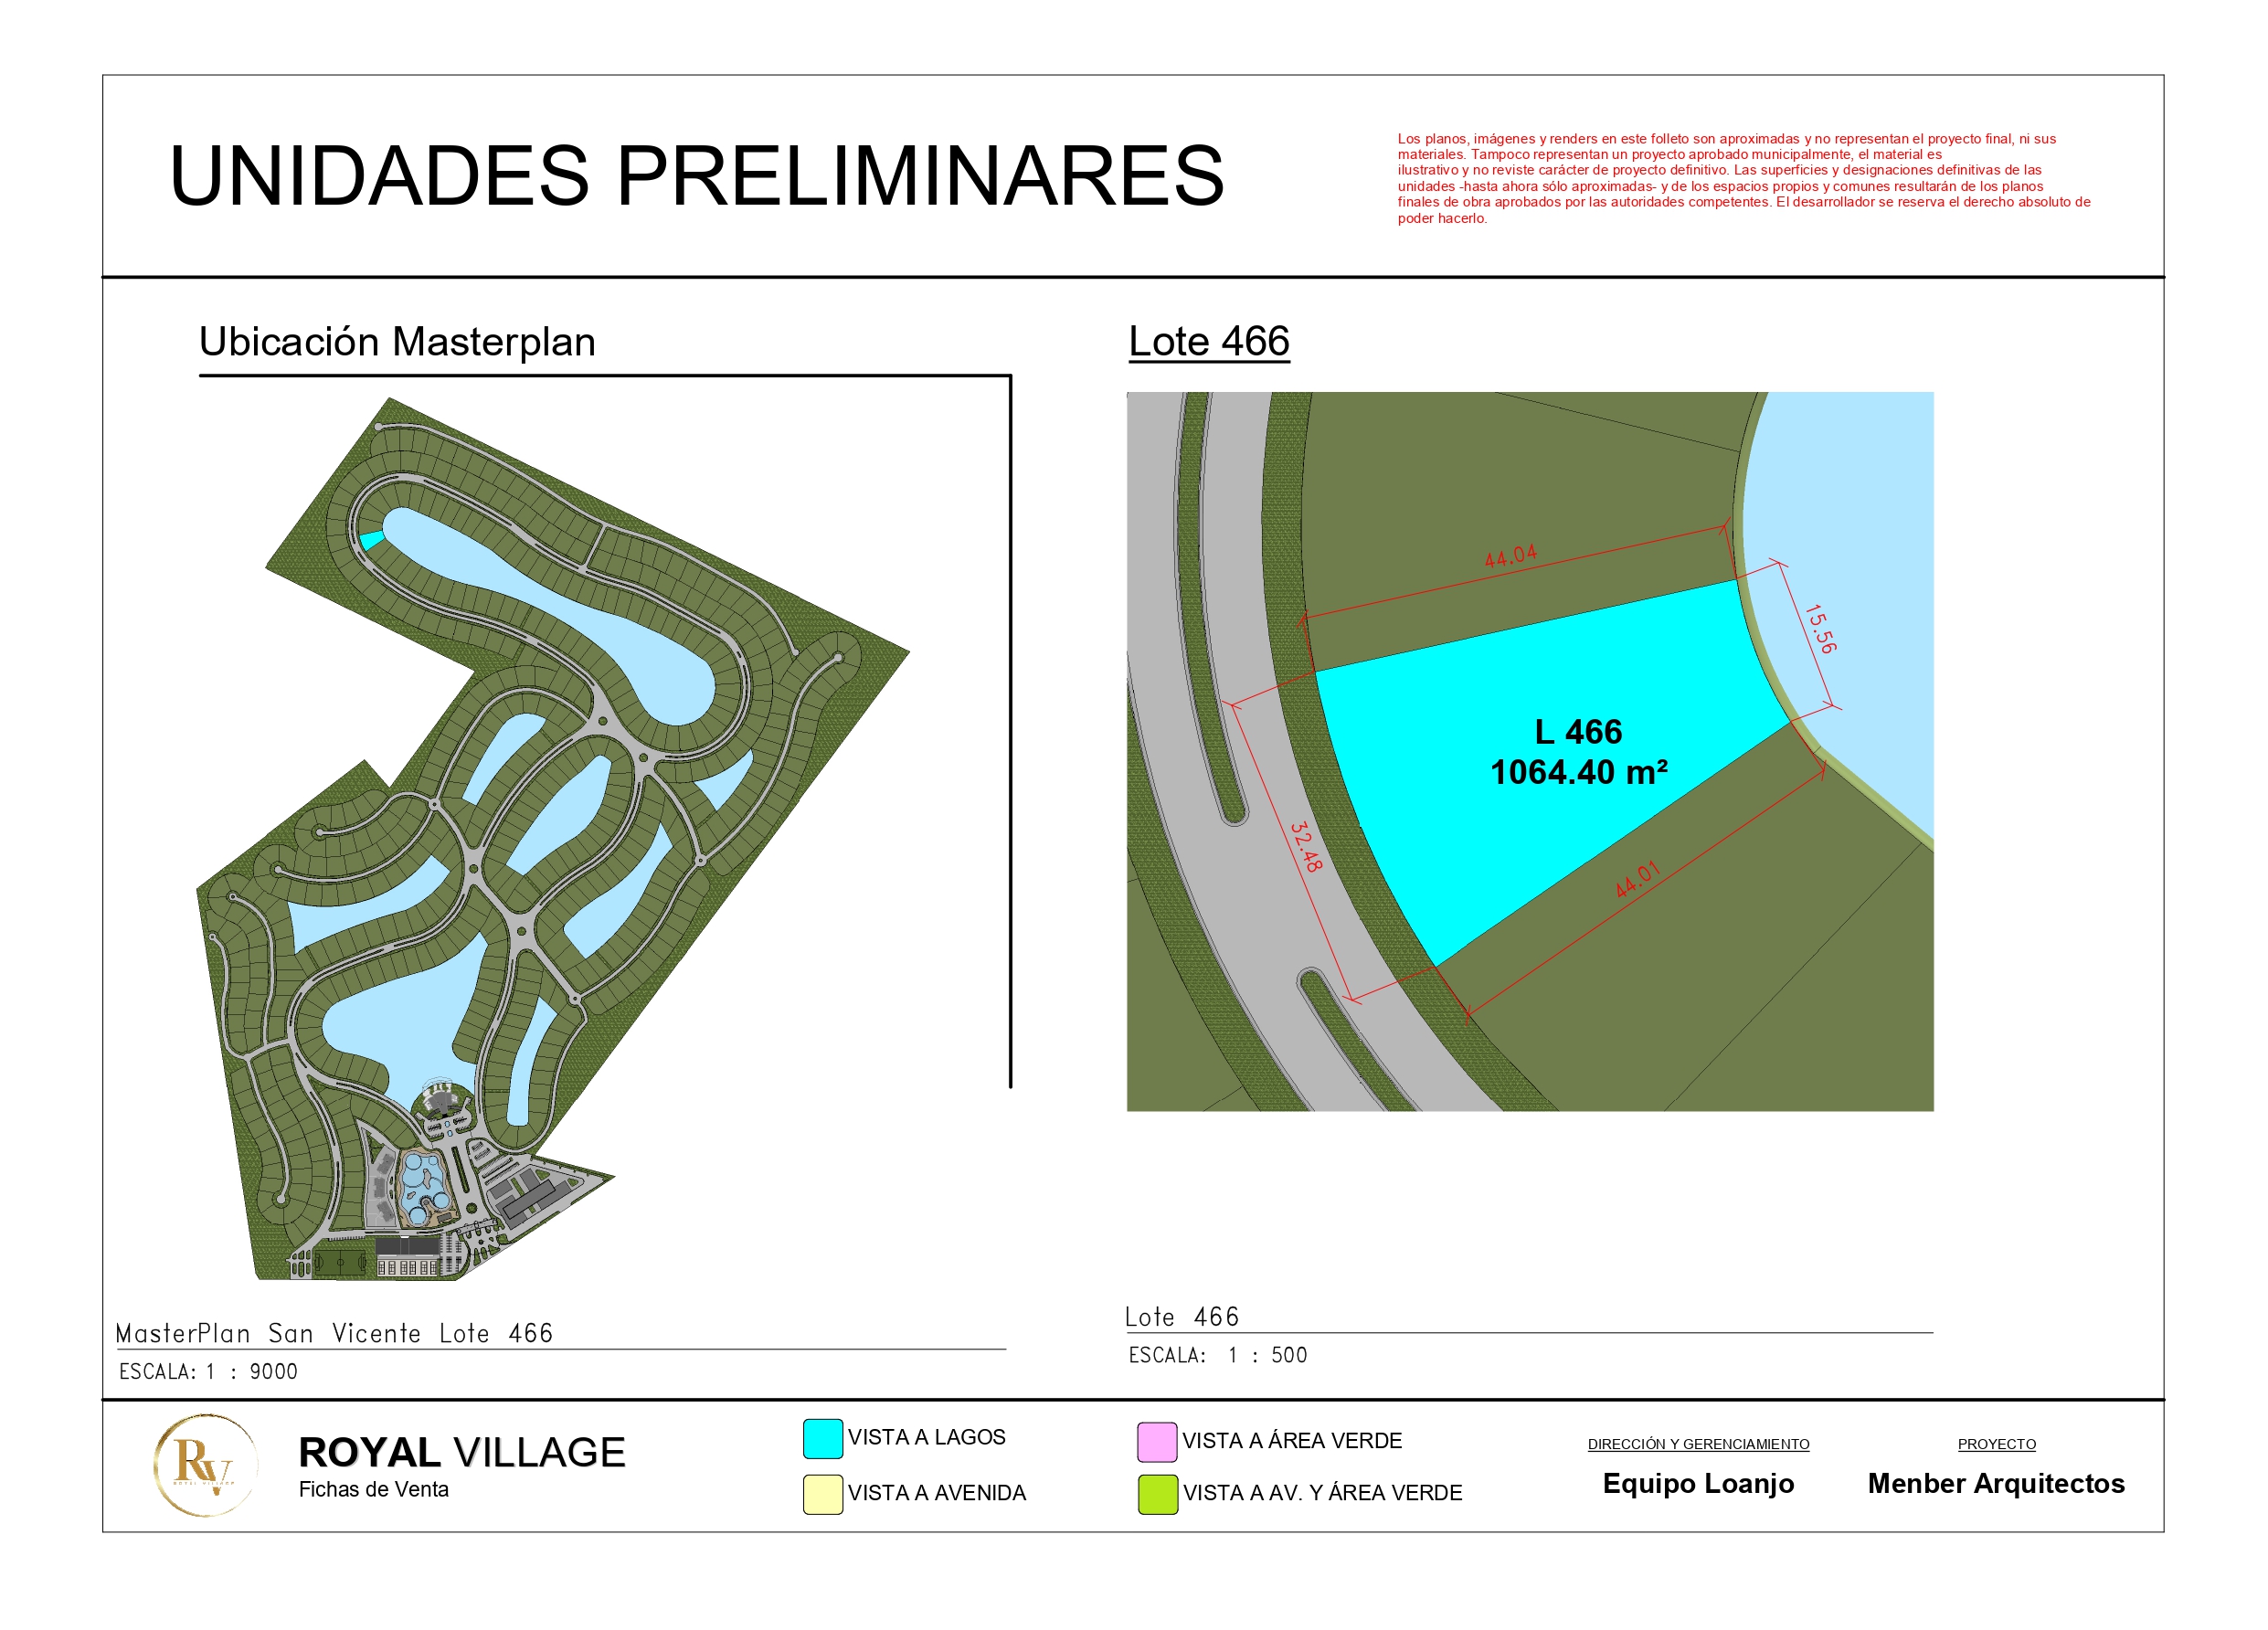 UNIDADES PRELIMINARES
Los planos, imágenes y renders en este folleto son aproximadas y no representan el proyecto final, ni sus
materiales. Tampoco representan un proyecto aprobado municipalmente, el material es
ilustrativo y no reviste carácter de proyecto definitivo. Las superficies y designaciones definitivas de las
unidades -hasta ahora sólo aproximadas- y de los espacios propios y comunes resultarán de los planos
finales de obra aprobados por las autoridades competentes. El desarrollador se reserva el derecho absoluto de
poder hacerlo.
Ubicación Masterplan
Lote 466
44.04
15.56
L 466
1064.40 m²
32.48
44.01
MasterPlan San Vicente Lote 466
ESCALA: 1 : 9000
Lote 466
ESCALA: 1 : 500
RV
ROYAL VILLAGE
ROYAL VILLAGE
Fichas de Venta
VISTA A LAGOS
VISTA A AVENIDA
VISTA A ÁREA VERDE
VISTA A AV. Y ÁREA VERDE
DIRECCIÓN Y GERENCIAMIENTO
Equipo Loanjo
PROYECTO
Menber Arquitectos